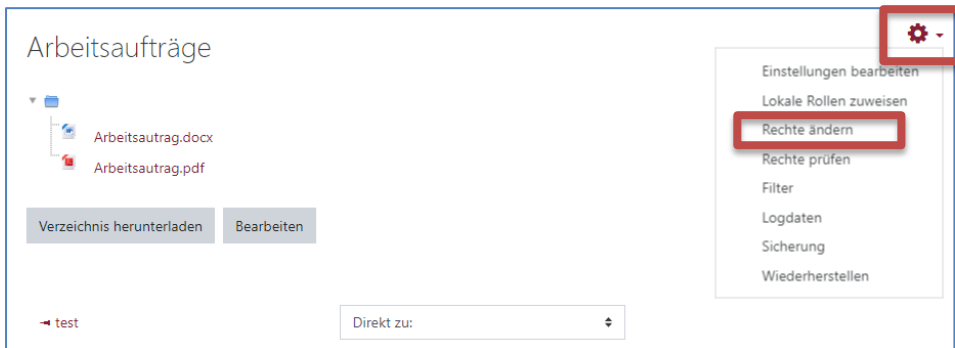 Arbeitsaufträge
Arbeitsautrag.docx
Arbeitsautrag.pdf
Verzeichnis herunterladen
Bearbeiten
Einstellungen bearbeiten
Lokale Rollen zuweisen
Rechte ändern
Rechte prüfen
Filter
Logdaten
Sicherung
Wiederherstellen
test
Direkt zu: